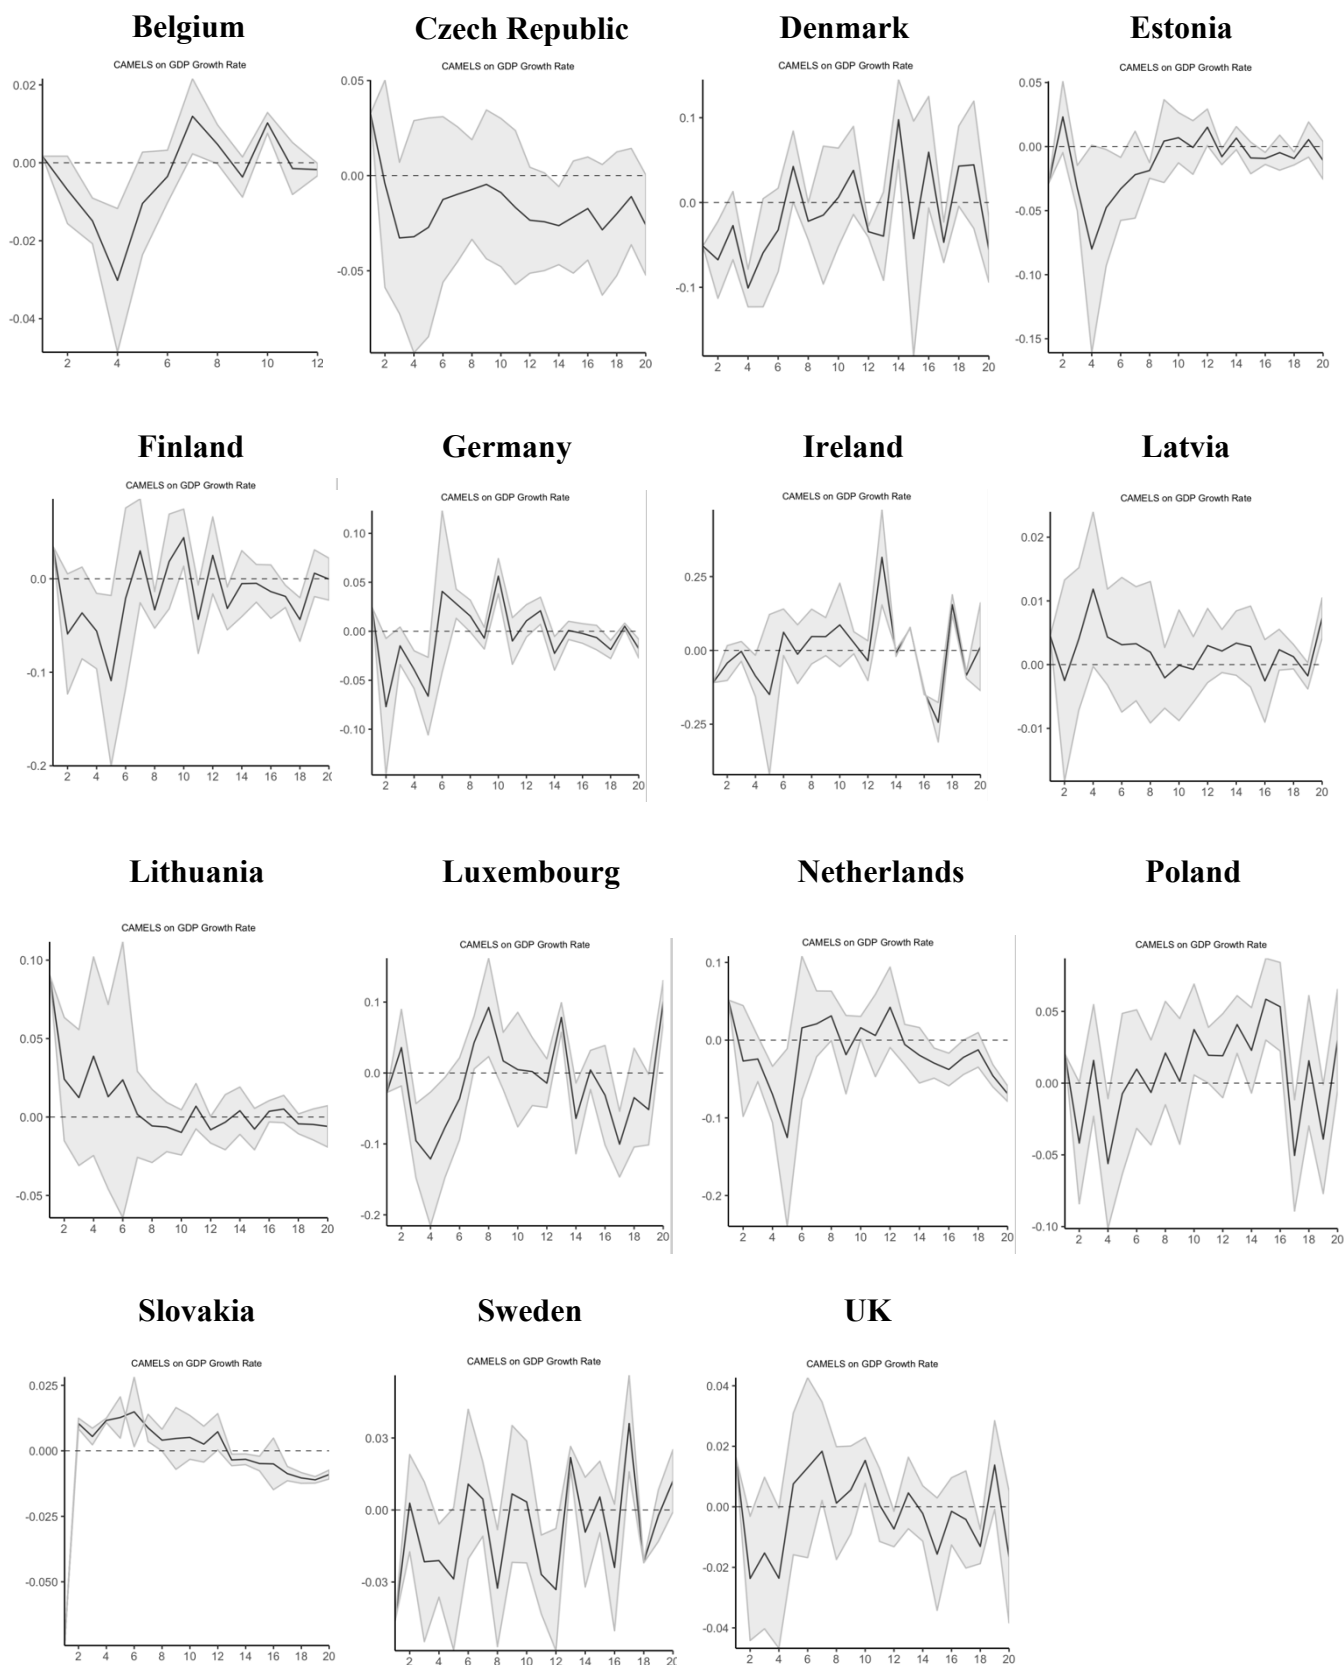 Belgium
CAMELS on GDP Growth Rate
0.02
0.00
-0.02
-0.04
2 4 6 8 10 12
Czech Republic
CAMELS on GDP Growth Rate
0.05
0.00
-0.05
2 4 6 8 10 12 14 16 18 20
Denmark
CAMELS on GDP Growth Rate
0.1
0.0
-0.1
2 4 6 8 10 12 14 16 18 20
Estonia
CAMELS on GDP Growth Rate
0.05
0.00
-0.05
-0.10
-0.15
2 4 6 8 10 12 14 16 18 20
Finland
CAMELS on GDP Growth Rate
0.0
-0.1
-0.2
2 4 6 8 10 12 14 16 18 20
Germany
CAMELS on GDP Growth Rate
0.10
0.05
0.00
-0.05
-0.10
2 4 6 8 10 12 14 16 18 20
Ireland
CAMELS on GDP Growth Rate
0.25
0.00
-0.25
2 4 6 8 10 12 14 16 18 20
Latvia
CAMELS on GDP Growth Rate
0.02
0.01
0.00
-0.01
2 4 6 8 10 12 14 16 18 20
Lithuania
CAMELS on GDP Growth Rate
0.10
0.05
0.00
-0.05
2 4 6 8 10 12 14 16 18 20
Luxembourg
CAMELS on GDP Growth Rate
0.1
0.0
-0.1
-0.2
2 4 6 8 10 12 14 16 18 20
Netherlands
CAMELS on GDP Growth Rate
0.1
0.0
-0.1
-0.2
2 4 6 8 10 12 14 16 18 20
Poland
CAMELS on GDP Growth Rate
0.05
0.00
-0.05
-0.10
2 4 6 8 10 12 14 16 18 20
Slovakia
CAMELS on GDP Growth Rate
0.025
0.000
-0.025
-0.050
2 4 6 8 10 12 14 16 18 20
Sweden
CAMELS on GDP Growth Rate
0.03
0.00
-0.03
2 4 6 8 10 12 14 16 18 20
UK
CAMELS on GDP Growth Rate
0.04
0.02
0.00
-0.02
-0.04
2 4 6 8 10 12 14 16 18 20